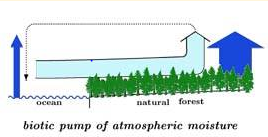 ocean natural forest
biotic pump of atmospheric moisture